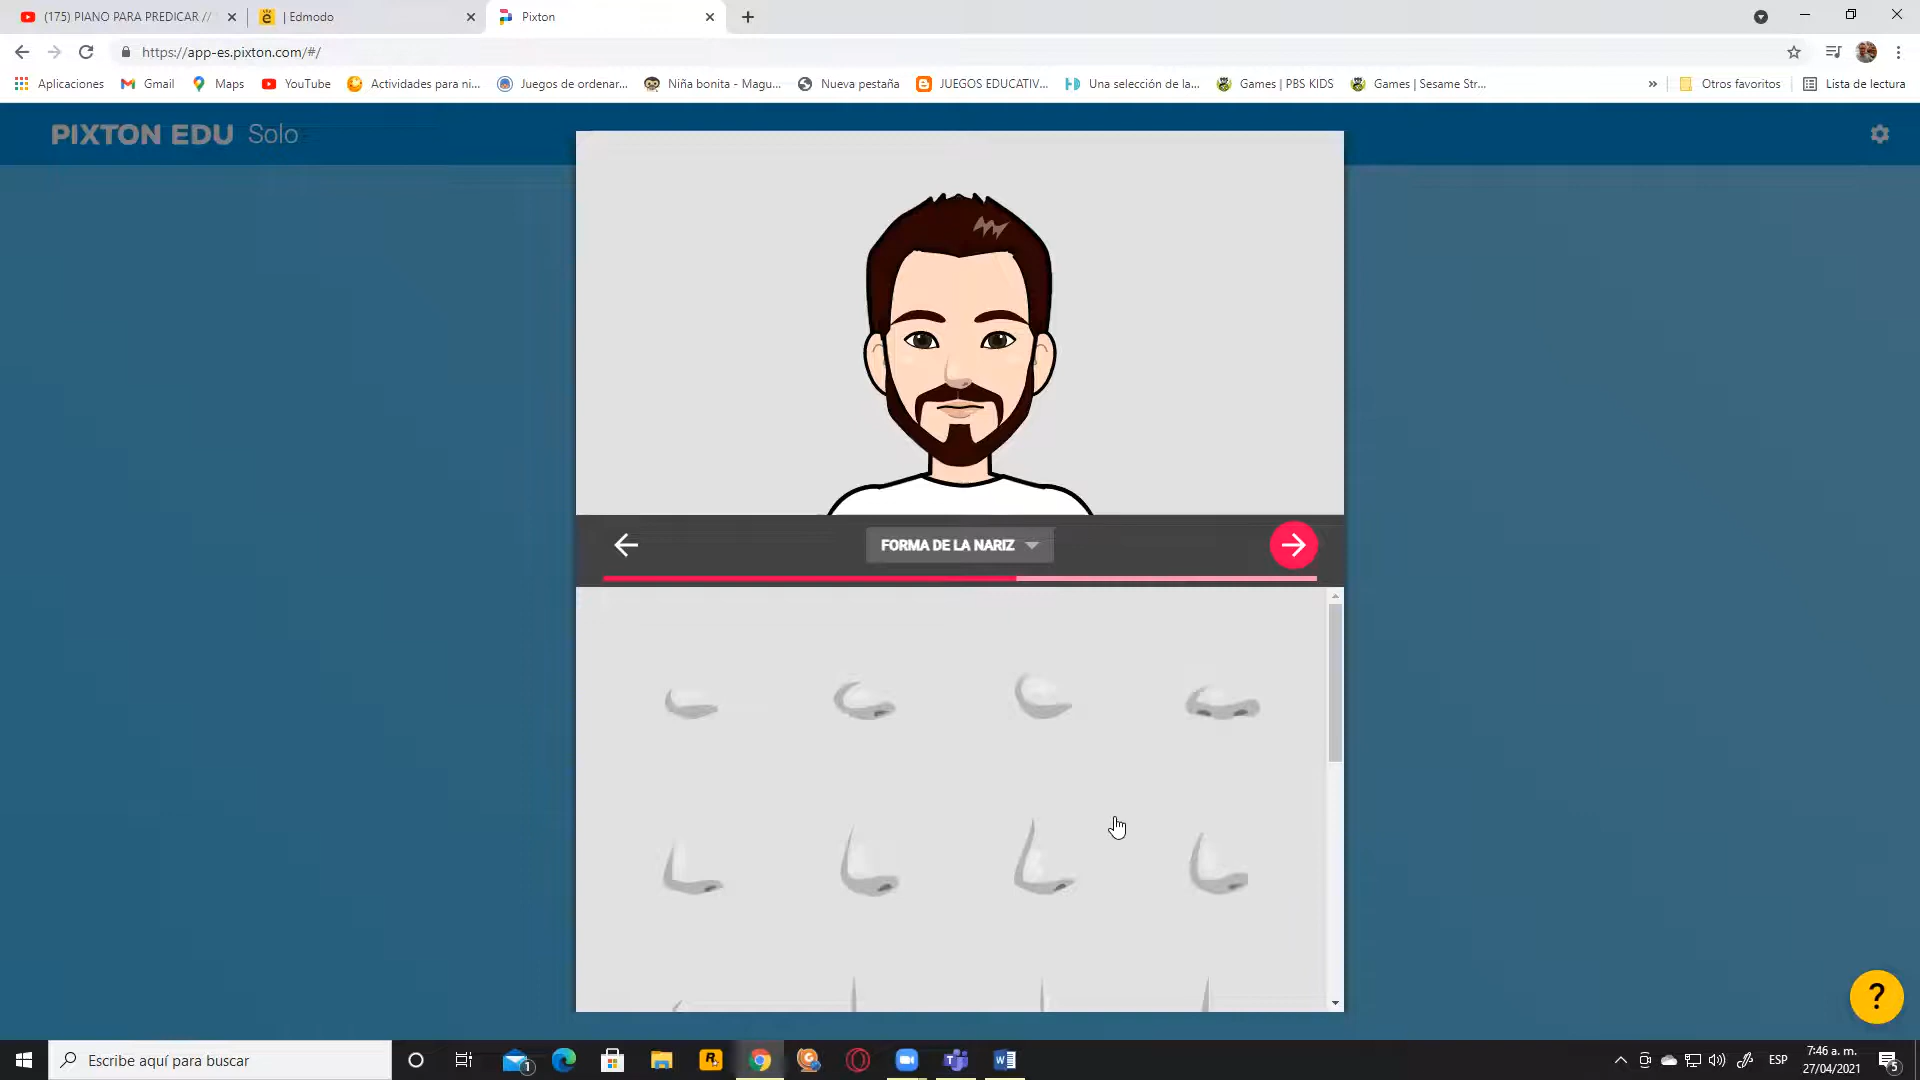 (175) PIANO PARA PREDICAR //
| Edmodo
Pixton
https://app-es.pixton.com/#/
Aplicaciones
Gmail
Maps
YouTube
Actividades para ni...
Juegos de ordenar...
Niña bonita - Magu...
Nueva pestaña
JUEGOS EDUCATIV...
Una selección de la...
Games | PBS KIDS
Games | Sesame Str...
»
Otros favoritos
Lista de lectura
PIXTON EDU Solo
FORMA DE LA NARIZ
?
Escribe aquí para buscar
1
ESP
7:46 a. m.
27/04/2021
5